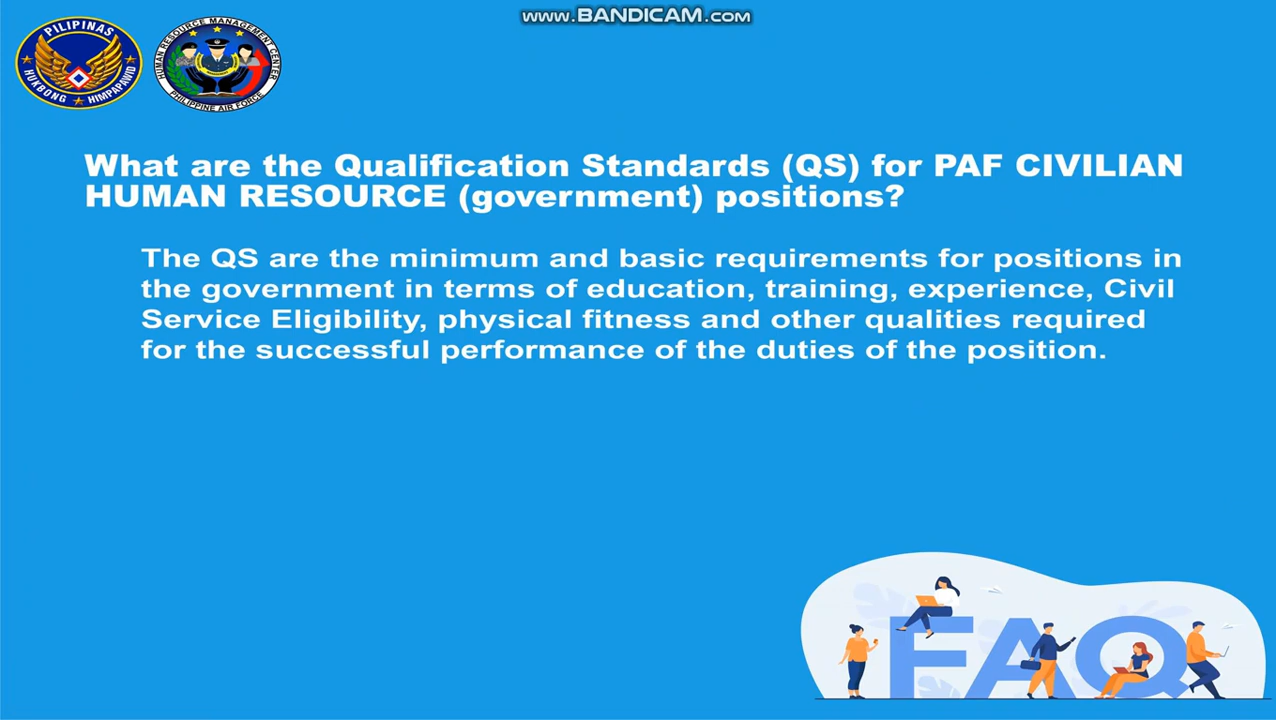 www.BANDICAM.com
PILIPINAS
HUKBONG HIMPAPAWID
HUMAN RESOURCE MANAGEMENT CENTER
PHILIPPINE AIR FORCE
What are the Qualification Standards (QS) for PAF CIVILIAN
HUMAN RESOURCE (government) positions?
The QS are the minimum and basic requirements for positions in
the government in terms of education, training, experience, Civil
Service Eligibility, physical fitness and other qualities required
for the successful performance of the duties of the position.
FAQ